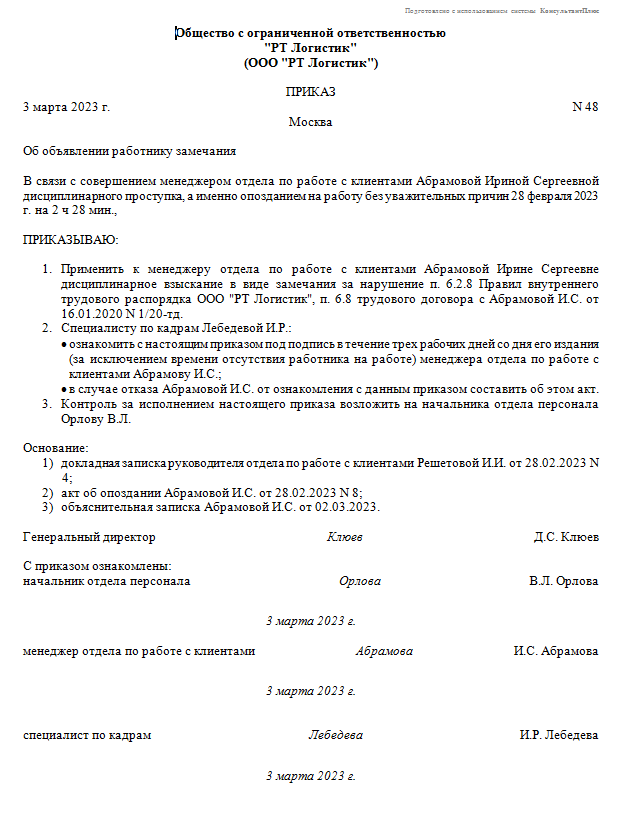 Подготовлено с использованием системы КонсультантПлюс
Общество с ограниченной ответственностью
"РТ Логистик"
(ООО "РТ Логистик")
ПРИКАЗ
3 марта 2023 г. N 48
Москва
Об объявлении работнику замечания
В связи с совершением менеджером отдела по работе с клиентами Абрамовой Ириной Сергеевной
дисциплинарного проступка, а именно опозданием на работу без уважительных причин 28 февраля 2023
г. на 2 ч 28 мин.,
ПРИКАЗЫВАЮ:
1. Применить к менеджеру отдела по работе с клиентами Абрамовой Ирине Сергеевне
дисциплинарное взыскание в виде замечания за нарушение п. 6.2.8 Правил внутреннего
трудового распорядка ООО "РТ Логистик", п. 6.8 трудового договора с Абрамовой И.С. от
16.01.2020 N 1/20-тд.
2. Специалисту по кадрам Лебедевой И.Р.:
• ознакомить с настоящим приказом под подпись в течение трех рабочих дней со дня его издания
(за исключением времени отсутствия работника на работе) менеджера отдела по работе с
клиентами Абрамову И.С.;
• в случае отказа Абрамовой И.С. от ознакомления с данным приказом составить об этом акт.
3. Контроль за исполнением настоящего приказа возложить на начальника отдела персонала
Орлову В.Л.
Основание:
1) докладная записка руководителя отдела по работе с клиентами Решетовой И.И. от 28.02.2023 N
4;
2) акт об опоздании Абрамовой И.С. от 28.02.2023 N 8;
3) объяснительная записка Абрамовой И.С. от 02.03.2023.
Генеральный директор Клюев Д.С. Клюев
С приказом ознакомлены:
начальник отдела персонала Орлова В.Л. Орлова
3 марта 2023 г.
менеджер отдела по работе с клиентами Абрамова И.С. Абрамова
3 марта 2023 г.
специалист по кадрам Лебедева И.Р. Лебедева
3 марта 2023 г.